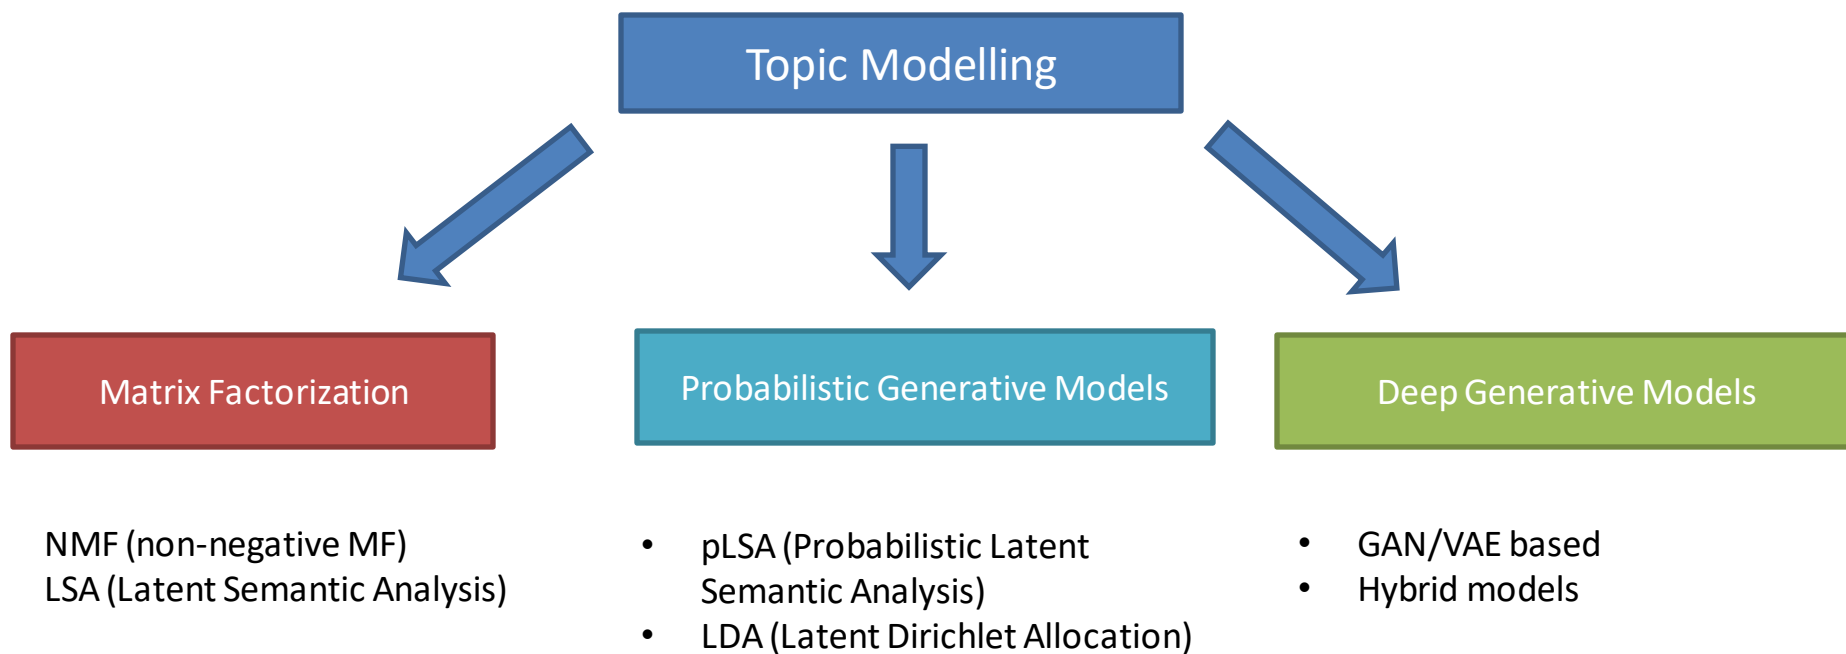 Topic Modelling
Matrix Factorization
Probabilistic Generative Models
Deep Generative Models
NMF (non-negative MF)
LSA (Latent Semantic Analysis)
• pLSA (Probabilistic Latent
Semantic Analysis)
• LDA (Latent Dirichlet Allocation)
• GAN/VAE based
• Hybrid models